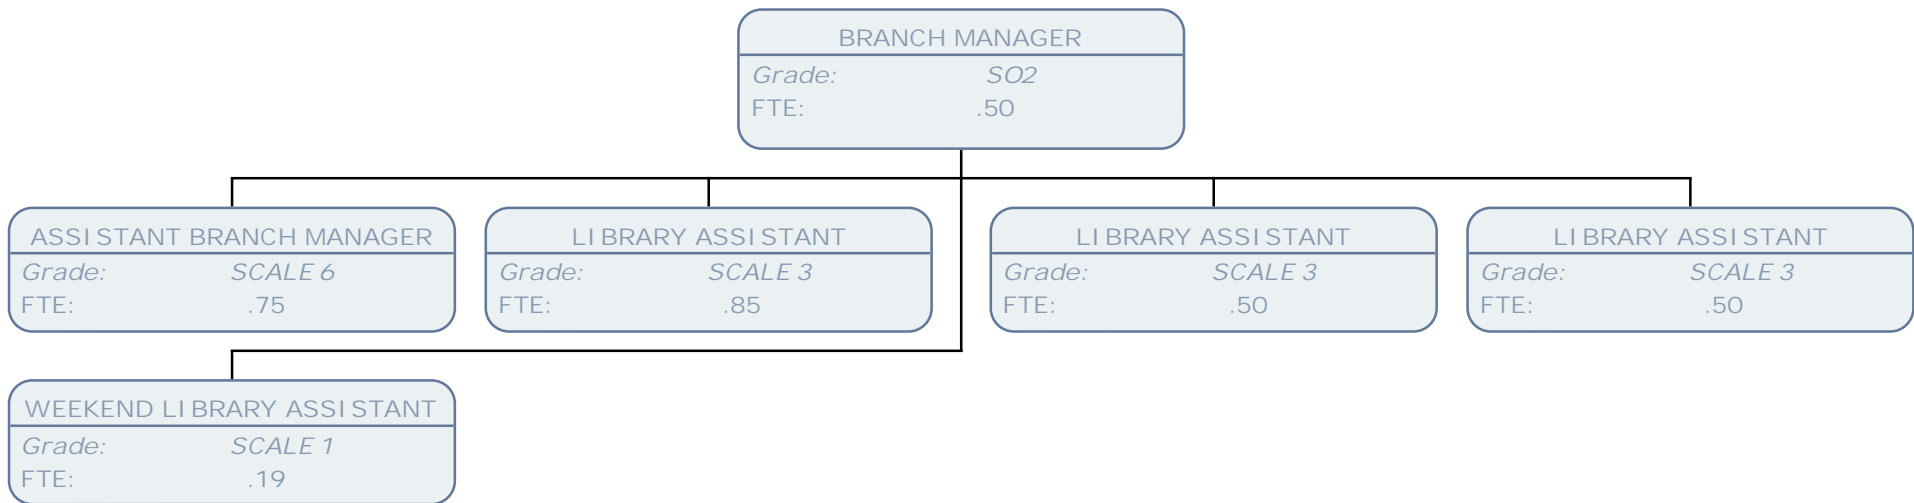 BRANCH MANAGER
Grade: SO2
FTE: .50
ASSISTANT BRANCH MANAGER
Grade: SCALE 6
FTE: .75
LIBRARY ASSISTANT
Grade: SCALE 3
FTE: .85
LIBRARY ASSISTANT
Grade: SCALE 3
FTE: .50
LIBRARY ASSISTANT
Grade: SCALE 3
FTE: .50
WEEKEND LIBRARY ASSISTANT
Grade: SCALE 1
FTE: .19